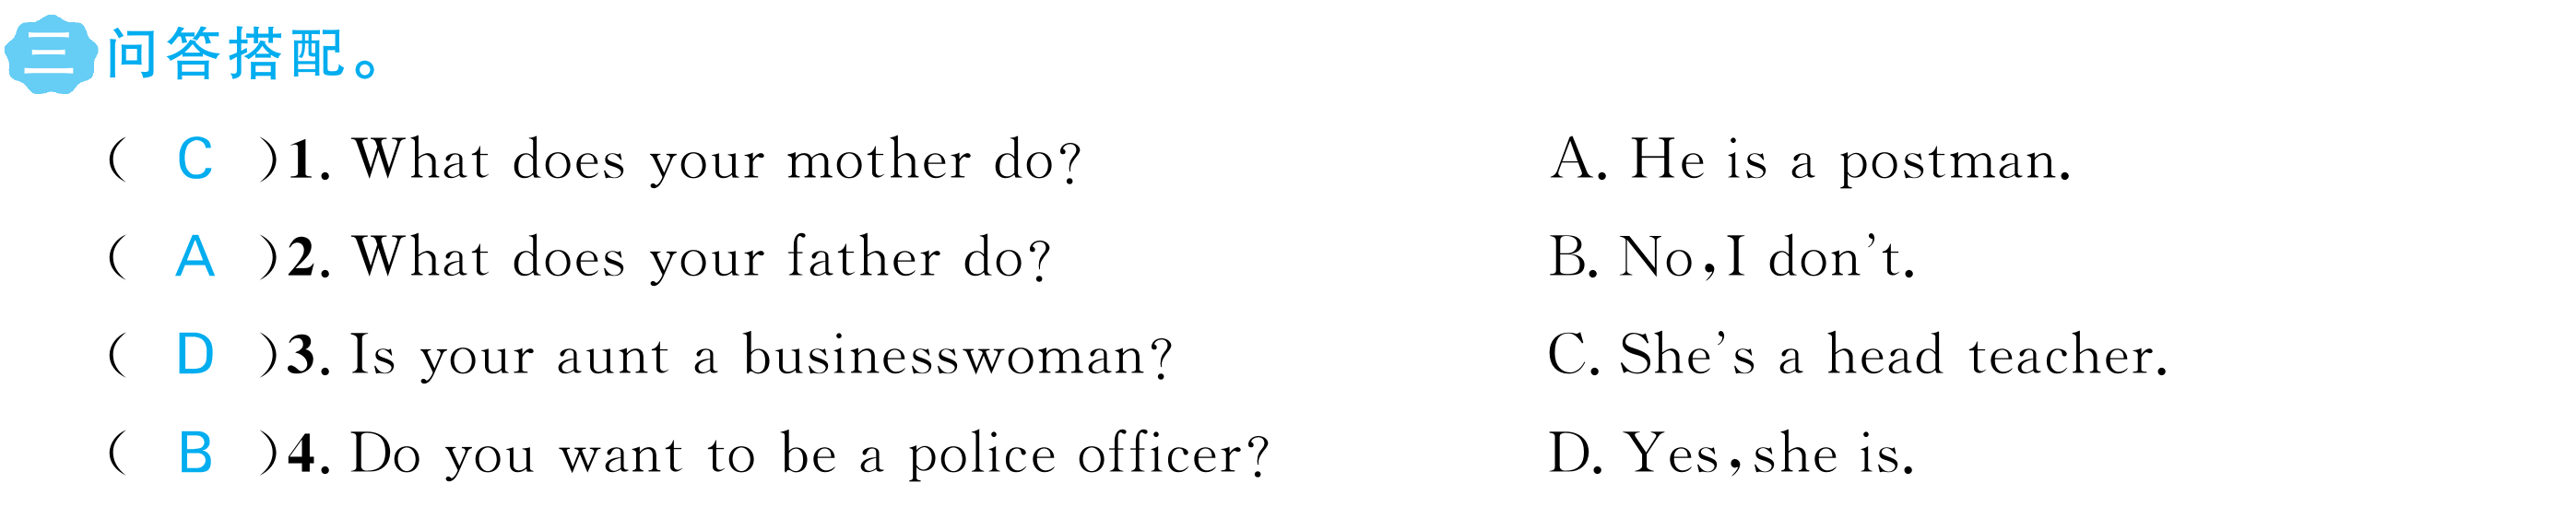 三 问答搭配。
( C )1. What does your mother do? A. He is a postman.
( A )2. What does your father do? B. No,I don't.
( D )3. Is your aunt a businesswoman? C. She's a head teacher.
( B )4. Do you want to be a police officer? D. Yes,she is.